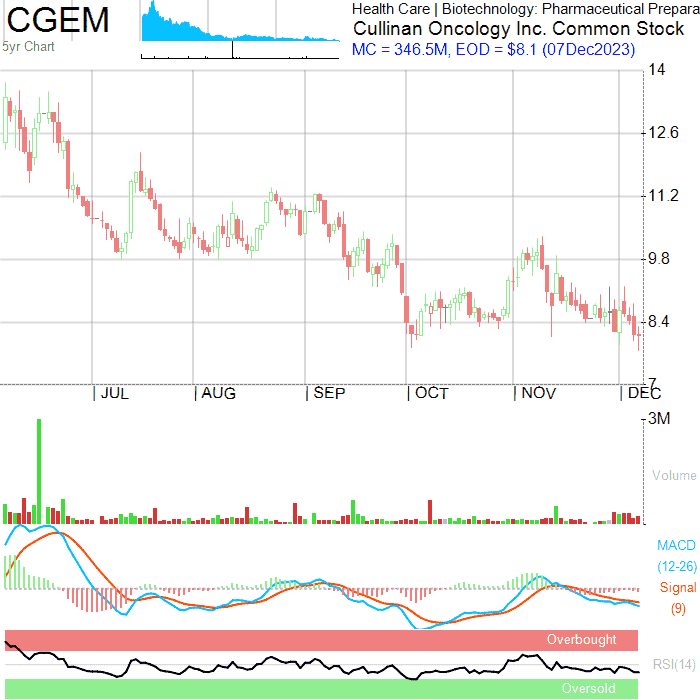 CGEM
5yr Chart
Health Care | Biotechnology: Pharmaceutical Prepara
Cullinan Oncology Inc. Common Stock
MC = 346.5M, EOD = $8.1 (07Dec2023)
14
12.6
11.2
9.8
8.4
7
| JUL | AUG | SEP | OCT | NOV | DEC
3M
Volume
MACD
(12-26)
Signal
(9)
Overbought
RSI(14)
Oversold